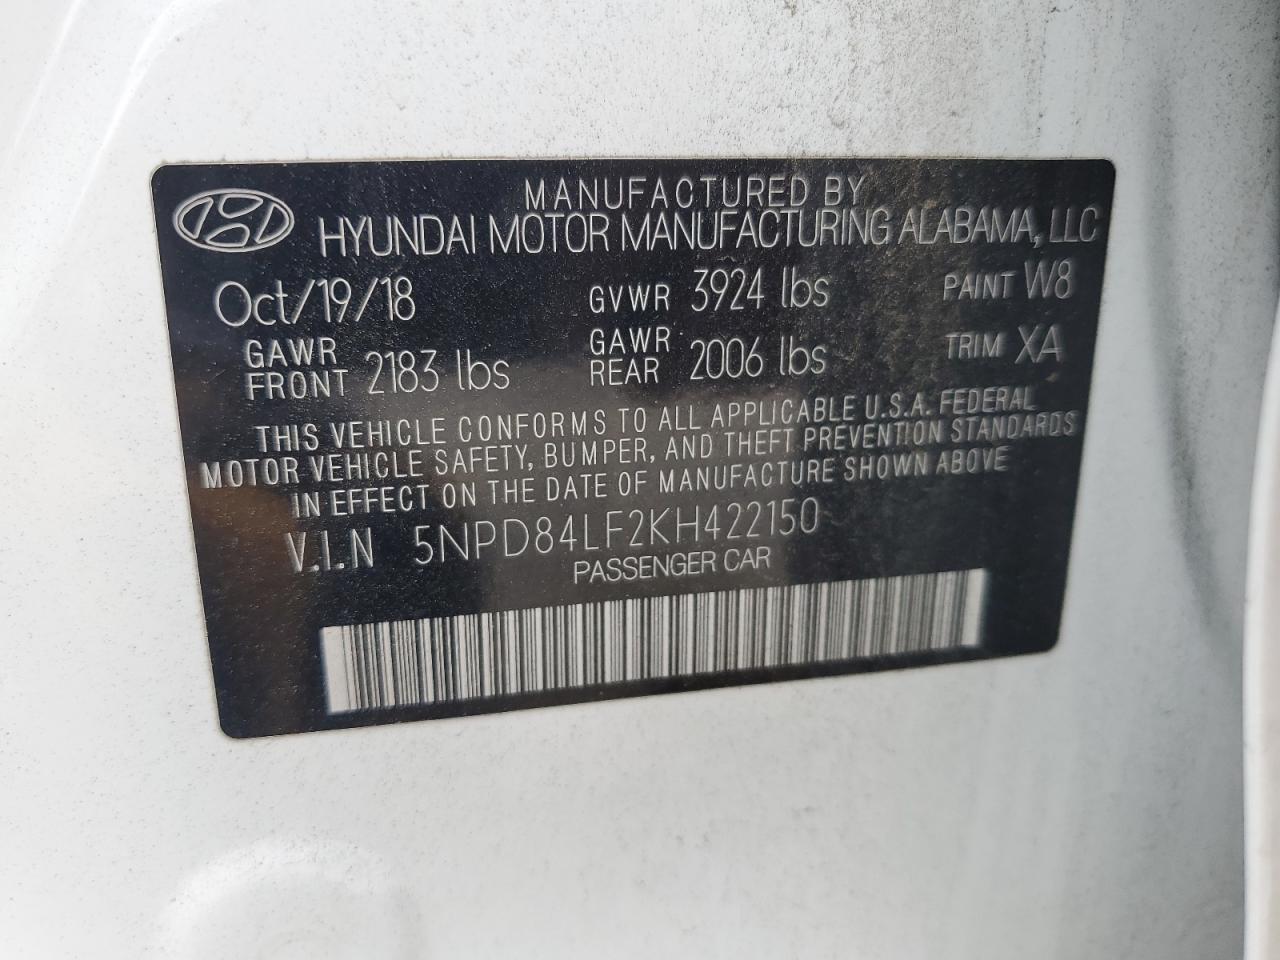 MANUFACTURED BY
HYUNDAI MOTOR MANUFACTURING ALABAMA, LLC
Oct/19/18 GVWR 3924 lbs PAINT W8
GAWR FRONT 2183 lbs GAWR REAR 2006 lbs TRIM XA
THIS VEHICLE CONFORMS TO ALL APPLICABLE U.S.A. FEDERAL
MOTOR VEHICLE SAFETY, BUMPER, AND THEFT PREVENTION STANDARDS
IN EFFECT ON THE DATE OF MANUFACTURE SHOWN ABOVE
V.I.N 5NPD84LF2KH422150
PASSENGER CAR